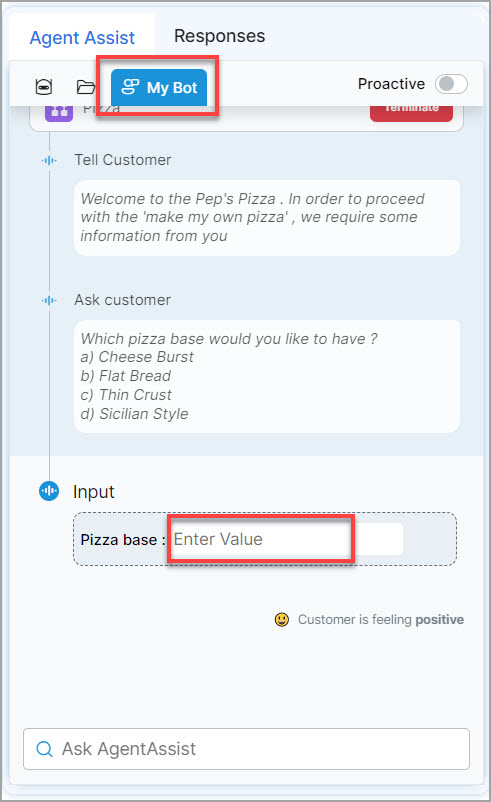 Agent Assist
Responses
My Bot
Proactive
Pizza
Terminate
Tell Customer
Welcome to the Pep's Pizza . In order to proceed
with the 'make my own pizza' , we require some
information from you
Ask customer
Which pizza base would you like to have ?
a) Cheese Burst
b) Flat Bread
c) Thin Crust
d) Sicilian Style
Input
Pizza base : Enter Value
Customer is feeling positive
Ask AgentAssist